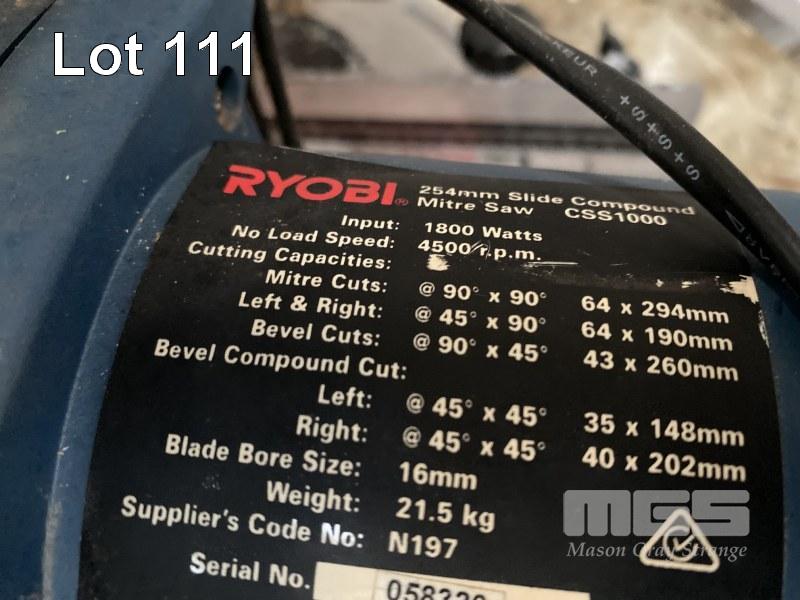 Lot 111
RYOBI® 254mm Slide Compound
Mitre Saw CSS1000
Input: 1800 Watts
No Load Speed: 4500 r.p.m.
Cutting Capacities:
Mitre Cuts: @ 90° x 90° 64 x 294mm
Left & Right: @ 45° x 90° 64 x 190mm
Bevel Cuts: @ 90° x 45° 43 x 260mm
Bevel Compound Cut:
Left: @ 45° x 45° 35 x 148mm
Right: @ 45° x 45° 40 x 202mm
Blade Bore Size: 16mm
Weight: 21.5 kg
Supplier's Code No: N197
Serial No.
MGS
Mason Gray Strange
+S+S+S